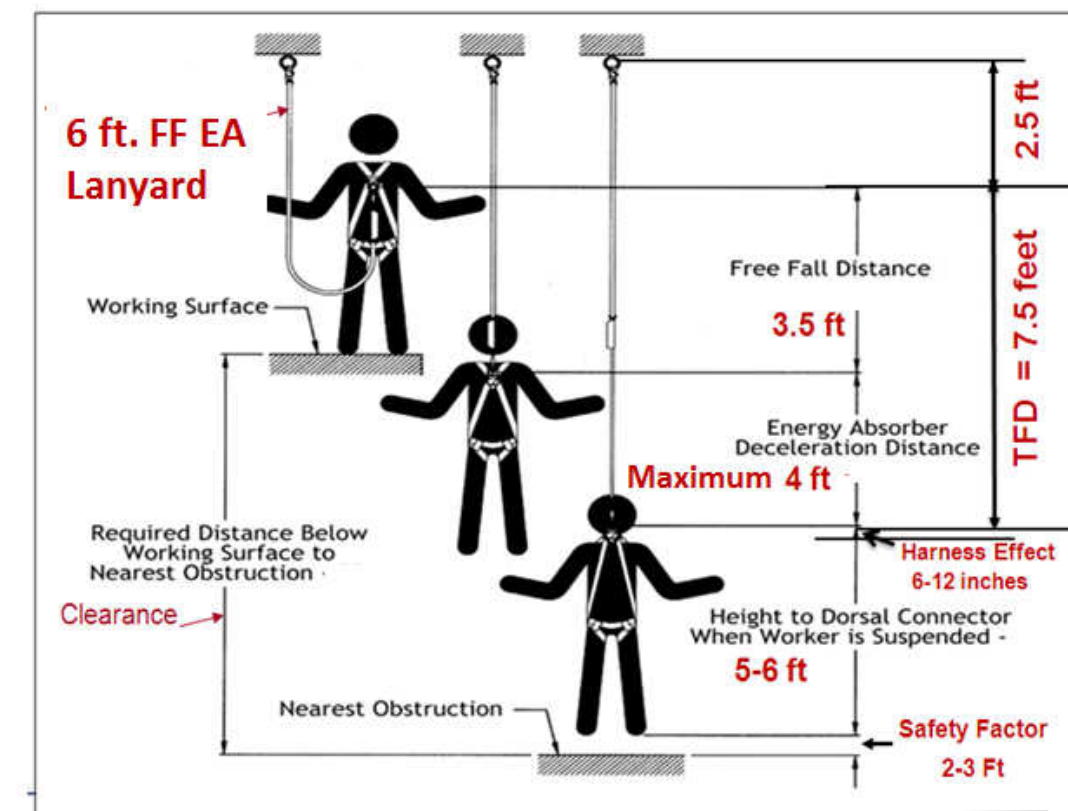 6 ft. FF EA
Lanyard
2.5 ft
Free Fall Distance
3.5 ft
TFD = 7.5 feet
Working Surface
Energy Absorber
Deceleration Distance
Maximum 4 ft
Required Distance Below
Working Surface to
Nearest Obstruction
Clearance
Harness Effect
6-12 inches
Height to Dorsal Connector
When Worker is Suspended -
5-6 ft
Nearest Obstruction
Safety Factor
2-3 Ft